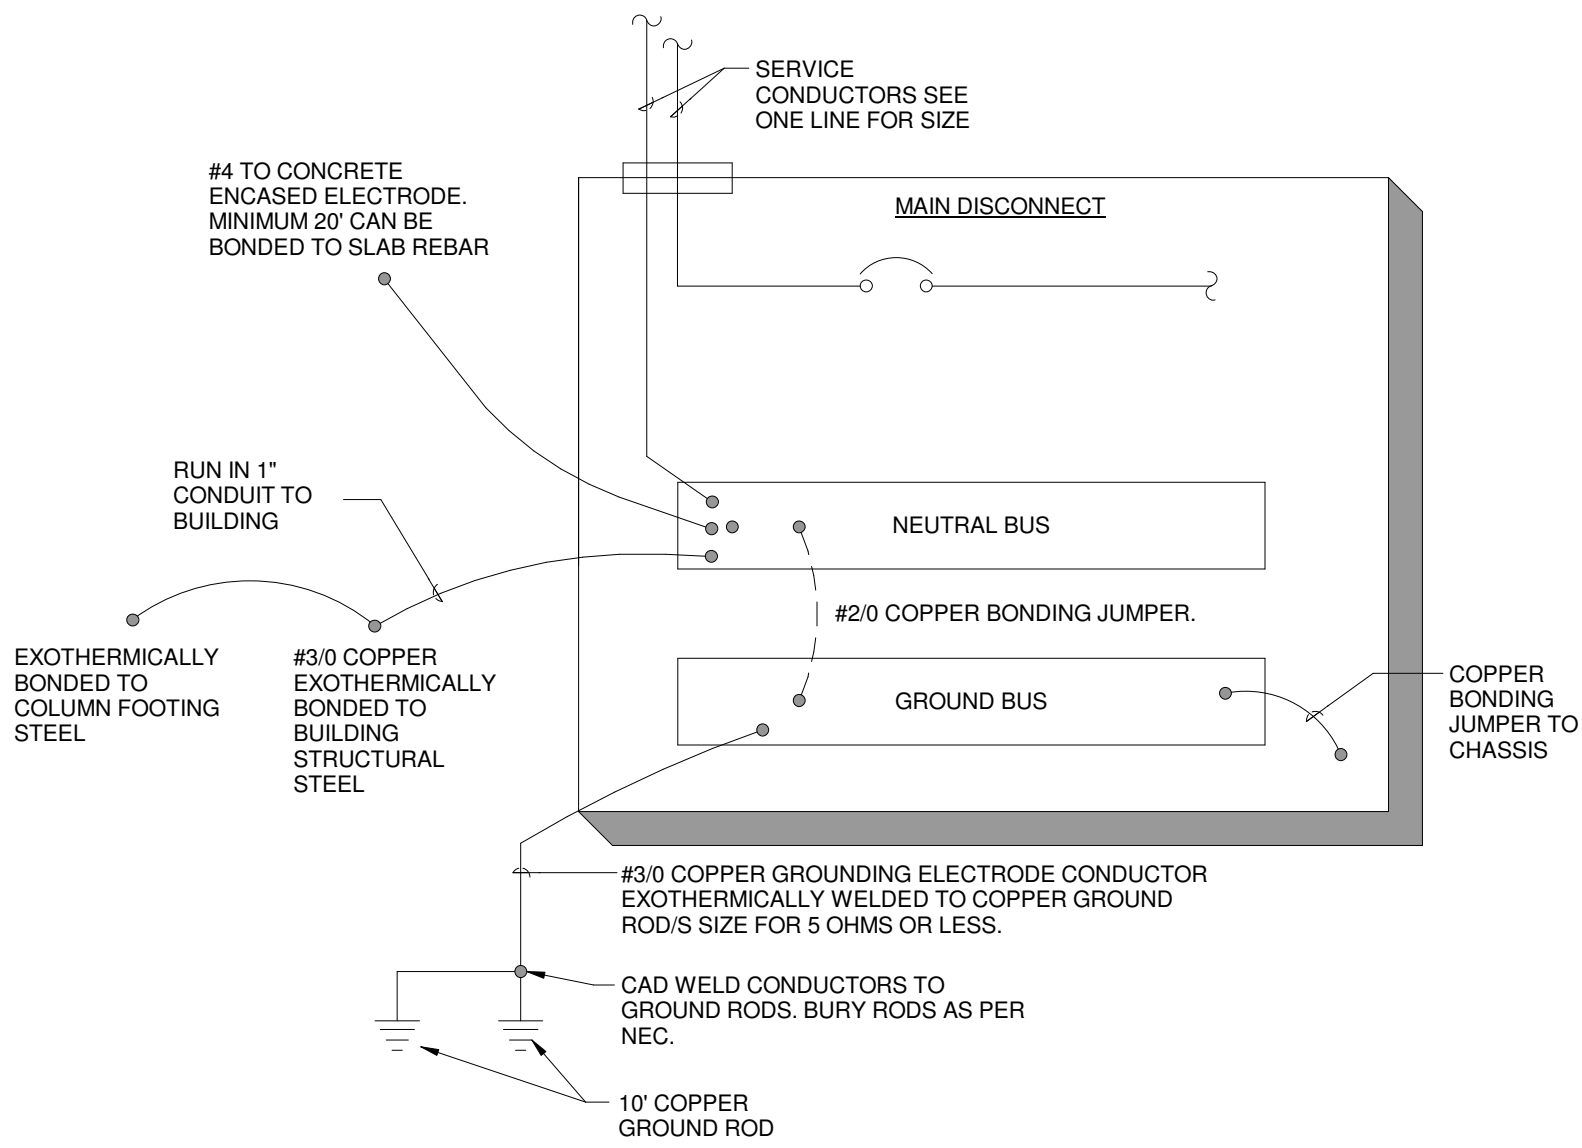 SERVICE
CONDUCTORS SEE
ONE LINE FOR SIZE
#4 TO CONCRETE
ENCASED ELECTRODE.
MINIMUM 20' CAN BE
BONDED TO SLAB REBAR
MAIN DISCONNECT
RUN IN 1"
CONDUIT TO
BUILDING
NEUTRAL BUS
#2/0 COPPER BONDING JUMPER.
EXOTHERMICALLY
BONDED TO
COLUMN FOOTING
STEEL
#3/0 COPPER
EXOTHERMICALLY
BONDED TO
BUILDING
STRUCTURAL
STEEL
GROUND BUS
COPPER
BONDING
JUMPER TO
CHASSIS
#3/0 COPPER GROUNDING ELECTRODE CONDUCTOR
EXOTHERMICALLY WELDED TO COPPER GROUND
ROD/S SIZE FOR 5 OHMS OR LESS.
CAD WELD CONDUCTORS TO
GROUND RODS. BURY RODS AS PER
NEC.
10' COPPER
GROUND ROD